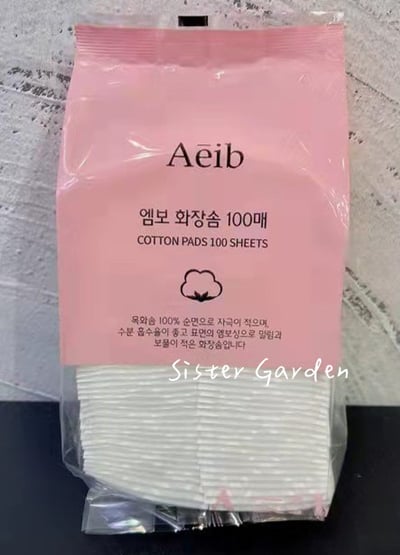 Aēib
엠보 화장솜 100매
COTTON PADS 100 SHEETS
목화솜 100% 순면으로 자극이 적으며,
수분 흡수율이 좋고 표면의 엠보싱으로 밀림과
보풀이 적은 화장솜입니다
Sister Garden